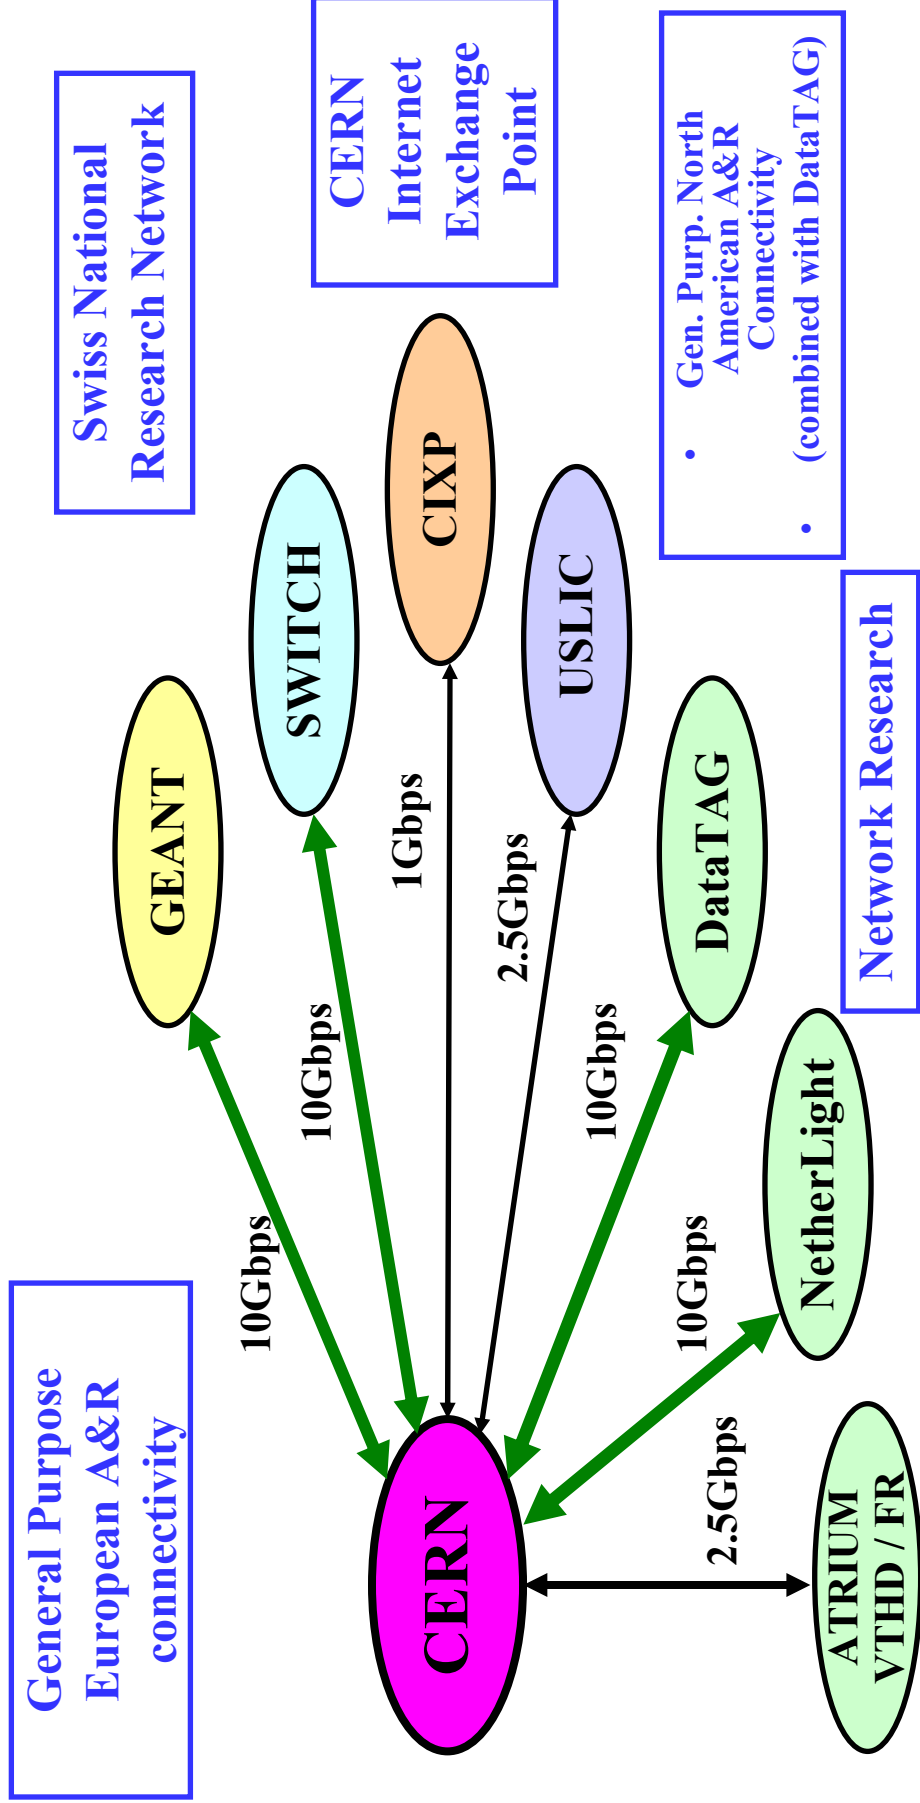 General Purpose
European A&R
connectivity
Swiss National
Research Network
CERN
Internet
Exchange
Point
• Gen. Purp. North
American A&R
Connectivity
• (combined with DataTAG)
Network Research
GEANT
SWITCH
CIXP
USLIC
DataTAG
NetherLight
ATRIUM
VTHD / FR
CERN
10Gbps
10Gbps
1Gbps
2.5Gbps
10Gbps
10Gbps
2.5Gbps